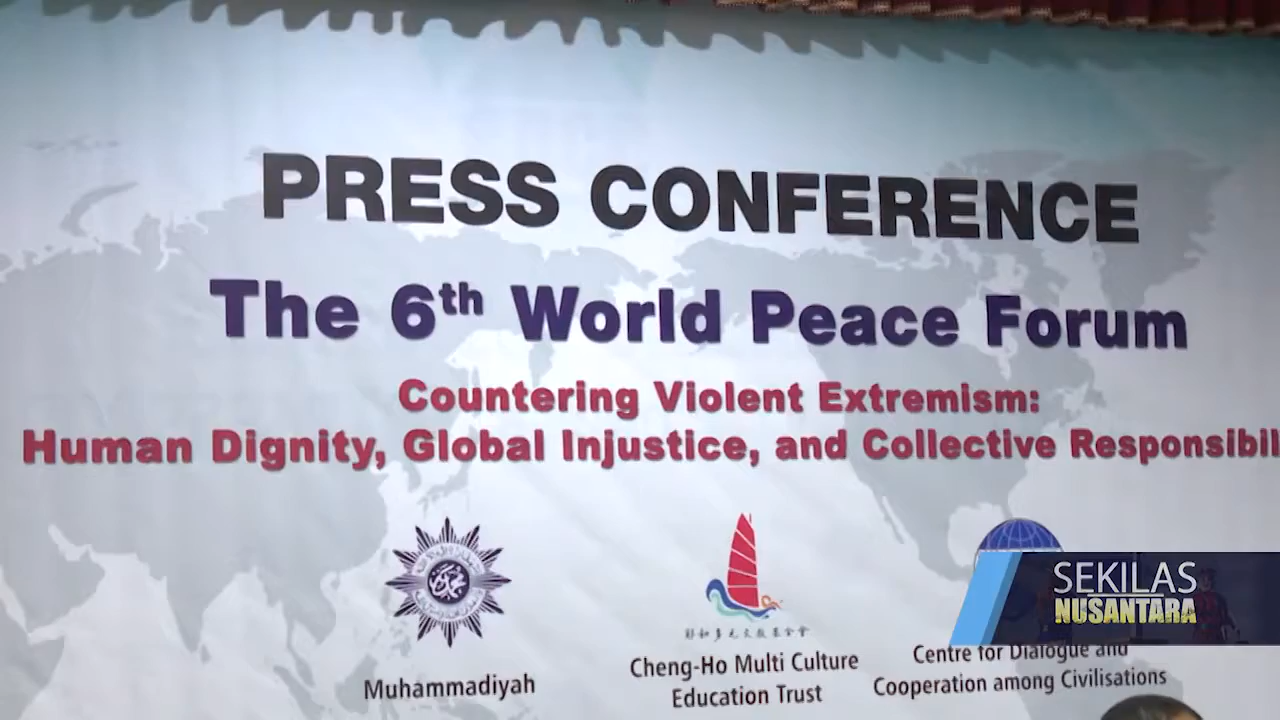 PRESS CONFERENCE
The 6th World Peace Forum
Countering Violent Extremism:
Human Dignity, Global Injustice, and Collective Responsibil
Muhammadiyah
Cheng-Ho Multi Culture
Education Trust
Centre for Dialogue and
Cooperation among Civilisations
SEKILAS
NUSANTARA